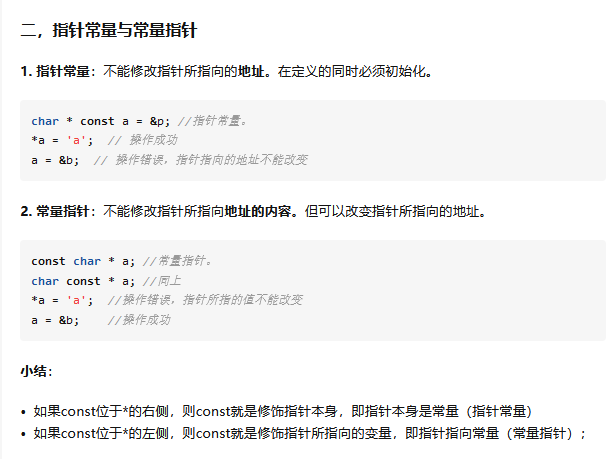 二，指针常量与常量指针
1. 指针常量：不能修改指针所指向的地址。在定义的同时必须初始化。
char * const a = &p; //指针常量。
*a = 'a';  // 操作成功
a = &b;  // 操作错误，指针指向的地址不能改变
2. 常量指针：不能修改指针所指向地址的内容。但可以改变指针所指向的地址。
const char * a; //常量指针。
char const * a; //同上
*a = 'a';  //操作错误，指针所指的值不能改变
a = &b;    //操作成功
小结：
• 如果const位于*的右侧，则const就是修饰指针本身，即指针本身是常量（指针常量）
• 如果const位于*的左侧，则const就是修饰指针所指向的变量，即指针指向常量（常量指针）；